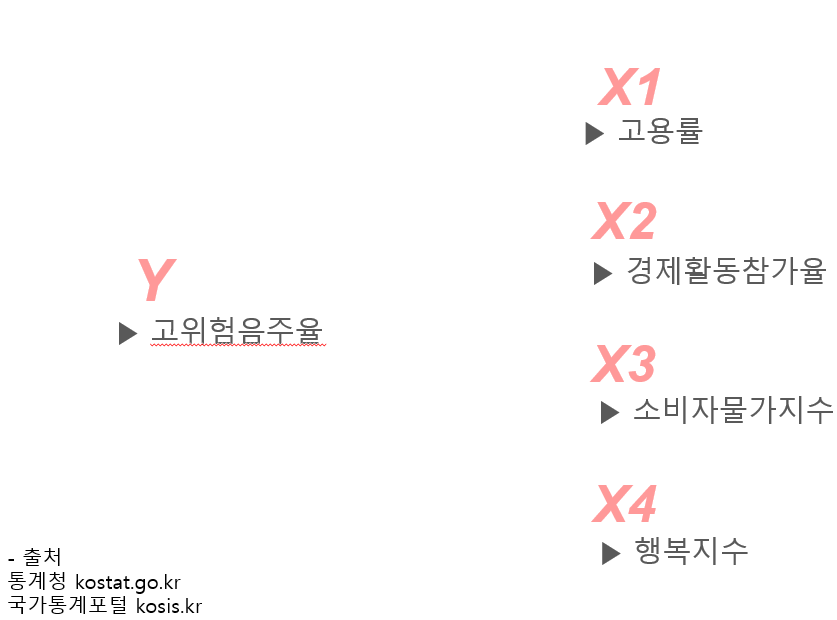 X1
▶ 고용률
X2
▶ 경제활동참가율
Y
▶ 고위험음주율
X3
▶ 소비자물가지수
X4
▶ 행복지수
- 출처
통계청 kostat.go.kr
국가통계포털 kosis.kr